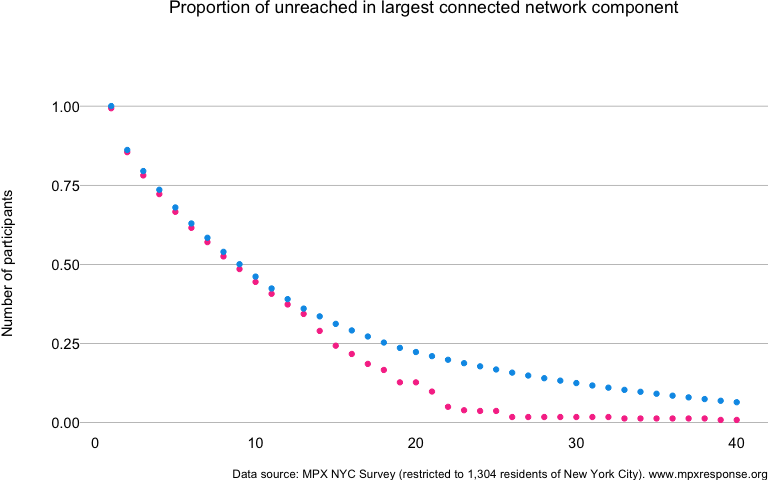 Proportion of unreached in largest connected network component
Number of participants
1.00
0.75
0.50
0.25
0.00
0 10 20 30 40
Data source: MPX NYC Survey (restricted to 1,304 residents of New York City). www.mpxresponse.org